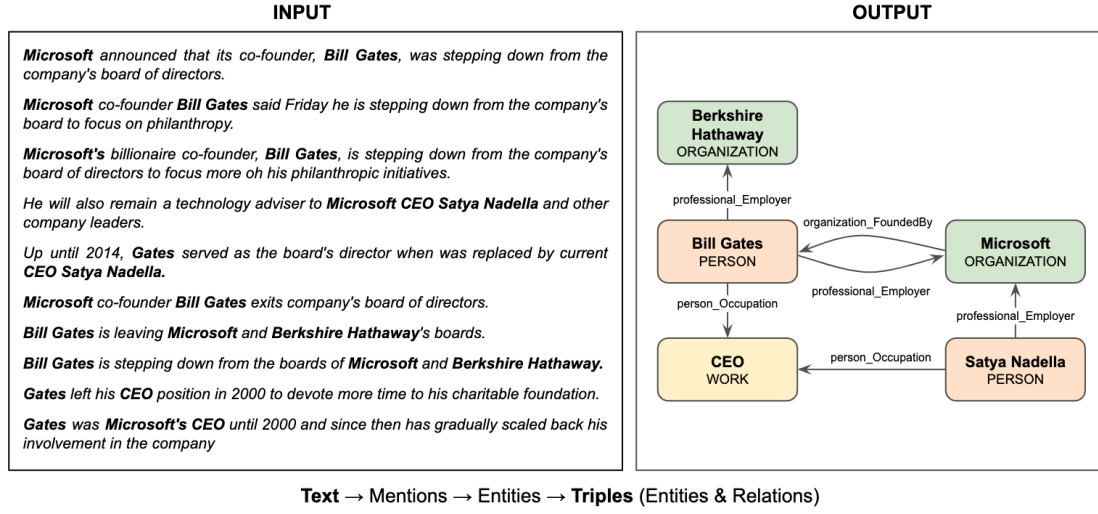 INPUT
OUTPUT
Microsoft announced that its co-founder, Bill Gates, was stepping down from the
company's board of directors.
Microsoft co-founder Bill Gates said Friday he is stepping down from the company's
board to focus on philanthropy.
Microsoft's billionaire co-founder, Bill Gates, is stepping down from the company's
board of directors to focus more oh his philanthropic initiatives.
He will also remain a technology adviser to Microsoft CEO Satya Nadella and other
company leaders.
Up until 2014, Gates served as the board's director when was replaced by current
CEO Satya Nadella.
Microsoft co-founder Bill Gates exits company's board of directors.
Bill Gates is leaving Microsoft and Berkshire Hathaway's boards.
Bill Gates is stepping down from the boards of Microsoft and Berkshire Hathaway.
Gates left his CEO position in 2000 to devote more time to his charitable foundation.
Gates was Microsoft's CEO until 2000 and since then has gradually scaled back his
involvement in the company
Berkshire
Hathaway
ORGANIZATION
professional_Employer
organization_FoundedBy
Bill Gates
PERSON
Microsoft
ORGANIZATION
professional_Employer
person_Occupation
professional_Employer
CEO
WORK
person_Occupation
Satya Nadella
PERSON
Text → Mentions → Entities → Triples (Entities & Relations)